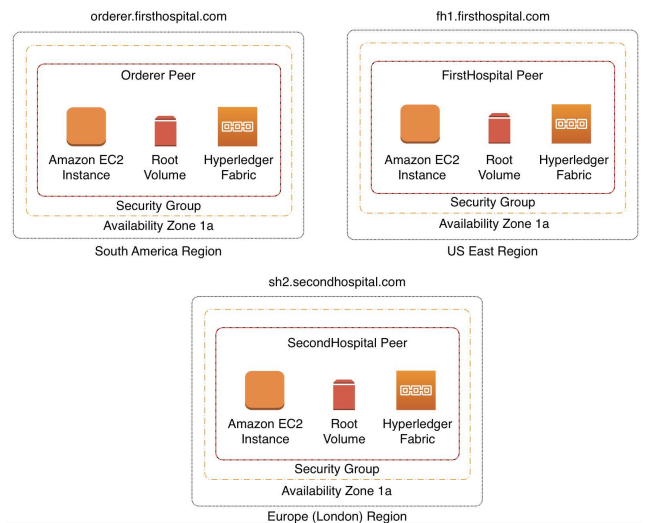 orderer.firsthospital.com
Orderer Peer
Amazon EC2
Instance
Root
Volume
Hyperledger
Fabric
Security Group
Availability Zone 1a
South America Region
fh1.firsthospital.com
FirstHospital Peer
Amazon EC2
Instance
Root
Volume
Hyperledger
Fabric
Security Group
Availability Zone 1a
US East Region
sh2.secondhospital.com
SecondHospital Peer
Amazon EC2
Instance
Root
Volume
Hyperledger
Fabric
Security Group
Availability Zone 1a
Europe (London) Region